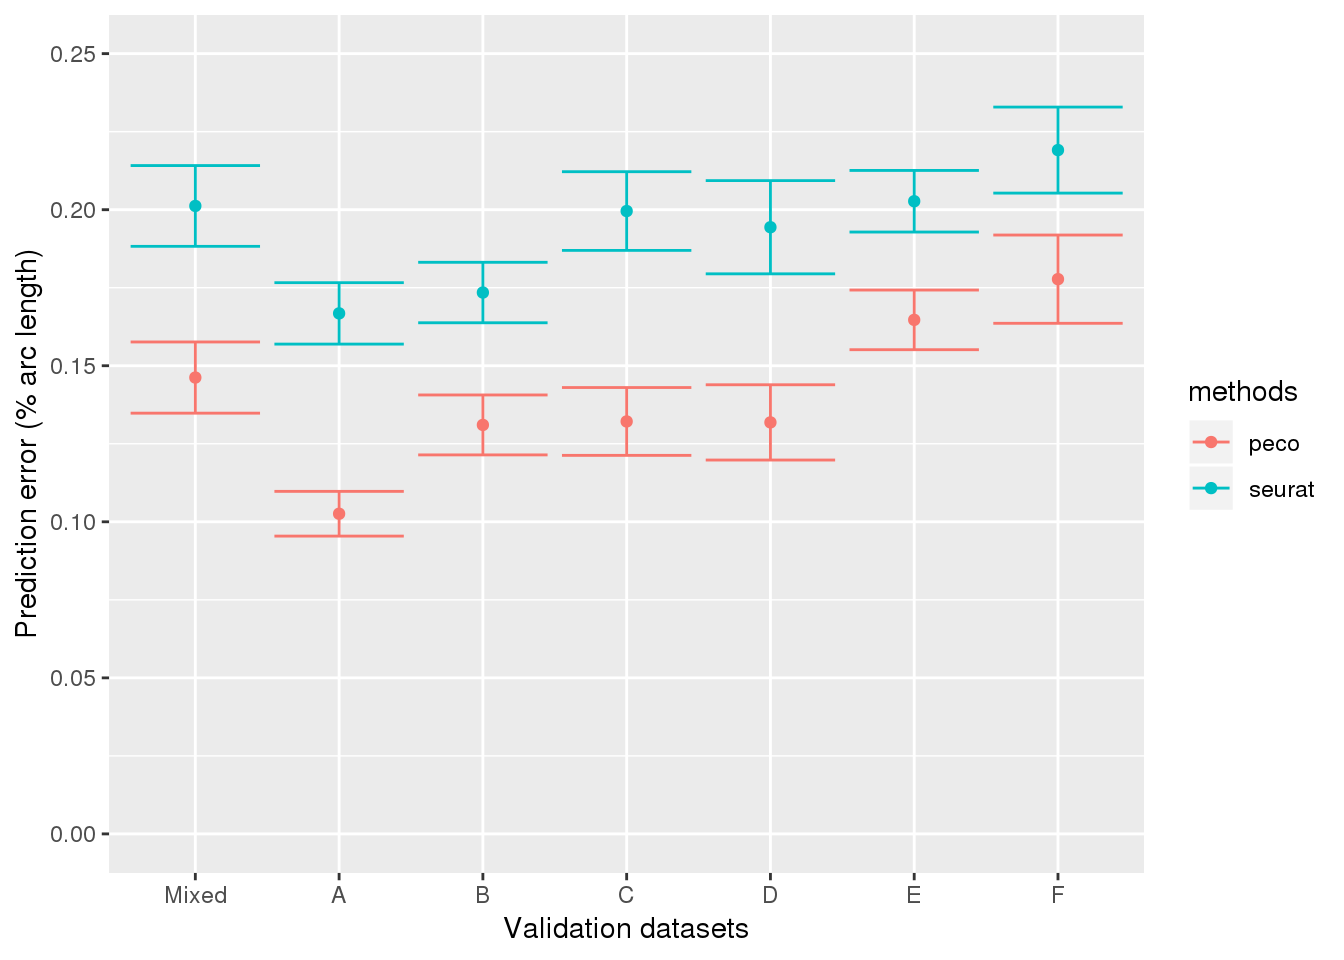 0.25
0.20
0.15
0.10
0.05
0.00
Prediction error (% arc length)
Mixed A B C D E F
Validation datasets
methods
peco
seurat